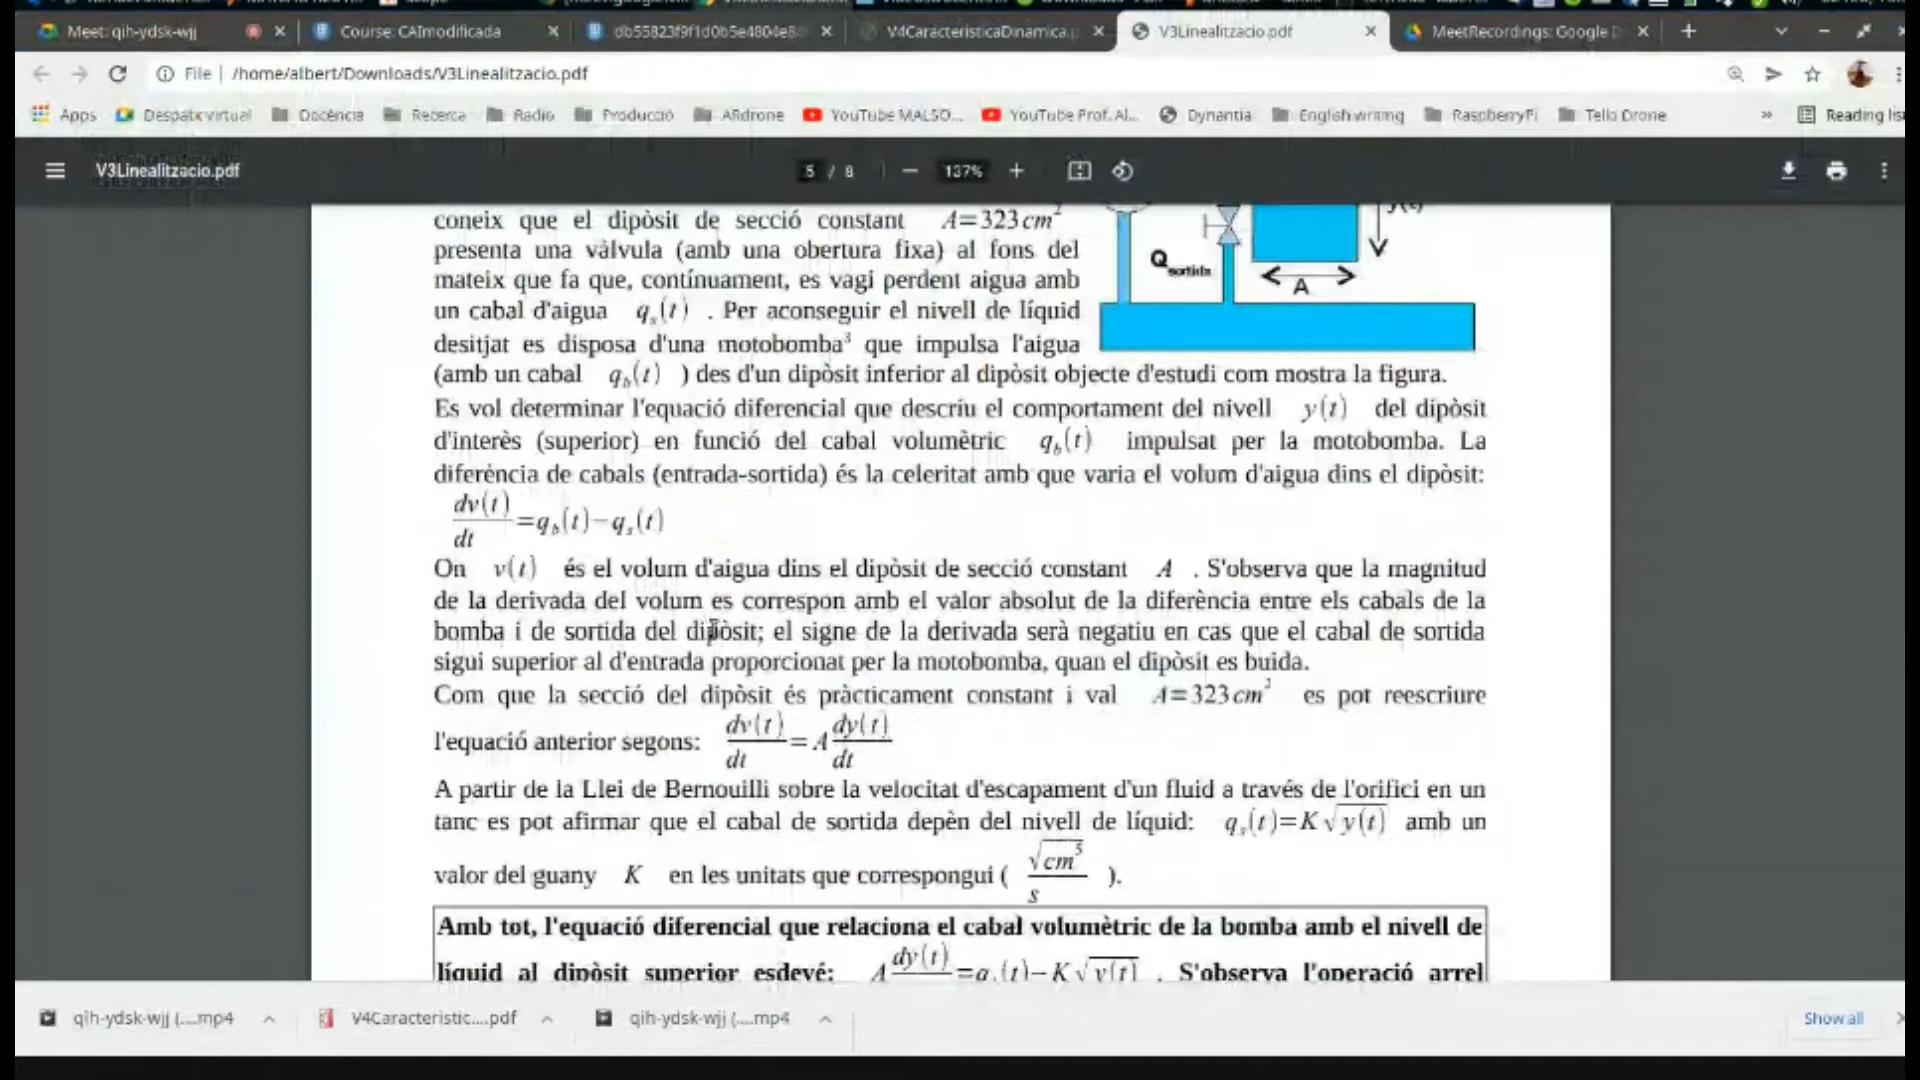 Meet: qih-ydsk-wjj
Course: CAImodificada
db55823f9f1d0b5e4804e8
V4CaracteristicaDinamica.p
V3Linealitzacio.pdf
MeetRecordings: Google D
File | /home/albert/Downloads/V3Linealitzacio.pdf
Apps Despatx virtual Docència Recerca Radio Producció ARdrone YouTube MALSO... YouTube Prof. Al... Dynantia English writing RaspberryPi Tello Drone » Reading lis
V3Linealitzacio.pdf 5 / 8 − 137% +
coneix que el dipòsit de secció constant A=323 cm²
presenta una vàlvula (amb una obertura fixa) al fons del
mateix que fa que, contínuament, es vagi perdent aigua amb
un cabal d'aigua qₛ(t) . Per aconseguir el nivell de líquid
desitjat es disposa d'una motobomba³ que impulsa l'aigua
y(t)
Q sortida
A
(amb un cabal q_b(t) ) des d'un dipòsit inferior al dipòsit objecte d'estudi com mostra la figura.
Es vol determinar l'equació diferencial que descriu el comportament del nivell y(t) del dipòsit
d'interès (superior) en funció del cabal volumètric q_b(t) impulsat per la motobomba. La
diferència de cabals (entrada-sortida) és la celeritat amb que varia el volum d'aigua dins el dipòsit:
dv(t)/dt=q_b(t)−qₛ(t)
On v(t) és el volum d'aigua dins el dipòsit de secció constant A . S'observa que la magnitud
de la derivada del volum es correspon amb el valor absolut de la diferència entre els cabals de la
bomba i de sortida del dipòsit; el signe de la derivada serà negatiu en cas que el cabal de sortida
sigui superior al d'entrada proporcionat per la motobomba, quan el dipòsit es buida.
Com que la secció del dipòsit és pràcticament constant i val A=323 cm² es pot reescriure
l'equació anterior segons: dv(t)/dt=A dy(t)/dt
A partir de la Llei de Bernouilli sobre la velocitat d'escapament d'un fluid a través de l'orifici en un
tanc es pot afirmar que el cabal de sortida depèn del nivell de líquid: qₛ(t)=K√y(t) amb un
valor del guany K en les unitats que correspongui ( √cm⁵/s ).
Amb tot, l'equació diferencial que relaciona el cabal volumètric de la bomba amb el nivell de
líquid al dipòsit superior esdevé: A dy(t)=q (t)−K√y(t) . S'observa l'operació arrel
qih-ydsk-wjj (....mp4 V4Caracteristic....pdf qih-ydsk-wjj (....mp4 Show all